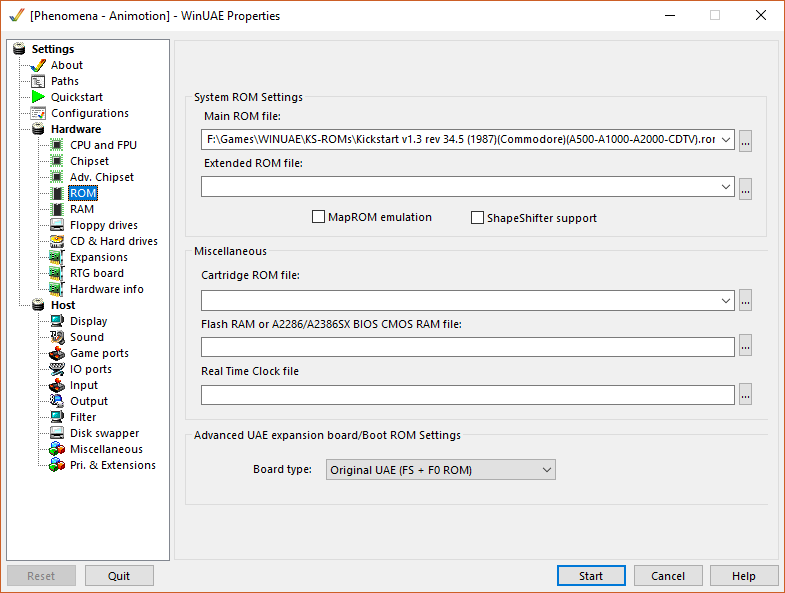 [Phenomena - Animotion] - WinUAE Properties
Settings
About
Paths
Quickstart
Configurations
Hardware
CPU and FPU
Chipset
Adv. Chipset
ROM
RAM
Floppy drives
CD & Hard drives
Expansions
RTG board
Hardware info
Host
Display
Sound
Game ports
IO ports
Input
Output
Filter
Disk swapper
Miscellaneous
Pri. & Extensions
System ROM Settings
Main ROM file:
F:\Games\WINUAE\KS-ROMs\Kickstart v1.3 rev 34.5 (1987)(Commodore)(A500-A1000-A2000-CDTV).ror
...
Extended ROM file:
...
MapROM emulation
ShapeShifter support
Miscellaneous
Cartridge ROM file:
...
Flash RAM or A2286/A2386SX BIOS CMOS RAM file:
...
Real Time Clock file
...
Advanced UAE expansion board/Boot ROM Settings
Board type:
Original UAE (FS + F0 ROM)
Reset
Quit
Start
Cancel
Help